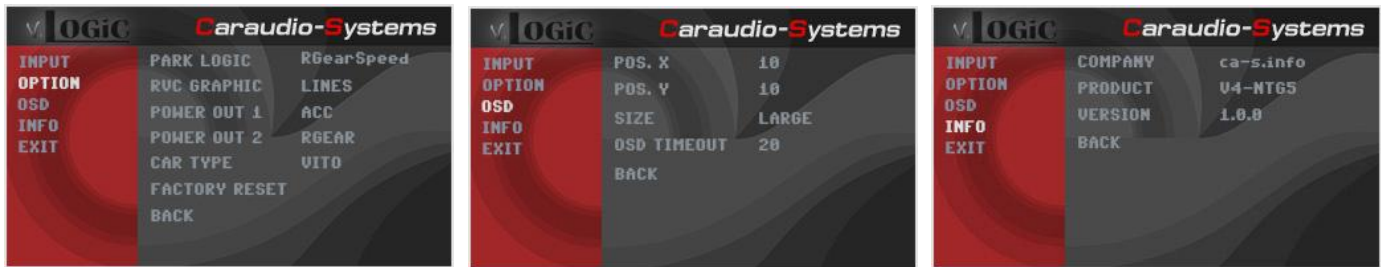 v.LOGiC Caraudio-Systems
INPUT PARK LOGIC RGearSpeed
OPTION RVC GRAPHIC LINES
OSD POWER OUT 1 ACC
INFO POWER OUT 2 RGEAR
EXIT CAR TYPE VITO
FACTORY RESET
BACK
v.LOGiC Caraudio-Systems
INPUT POS. X 10
OPTION POS. Y 10
OSD SIZE LARGE
INFO OSD TIMEOUT 20
EXIT BACK
v.LOGiC Caraudio-Systems
INPUT COMPANY ca-s.info
OPTION PRODUCT V4-NTG5
OSD VERSION 1.0.0
INFO BACK
EXIT